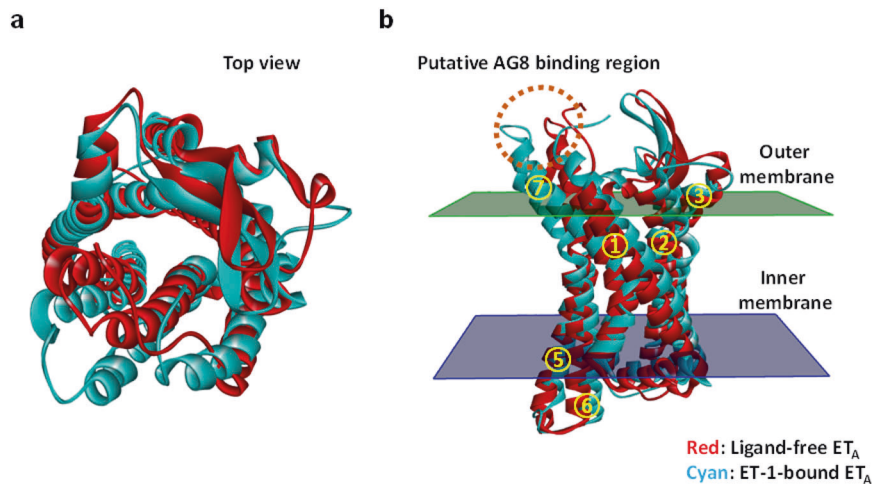 a
Top view
b
Putative AG8 binding region
Outer
membrane
7
3
1
2
Inner
membrane
5
6
Red: Ligand-free ETA
Cyan: ET-1-bound ETA